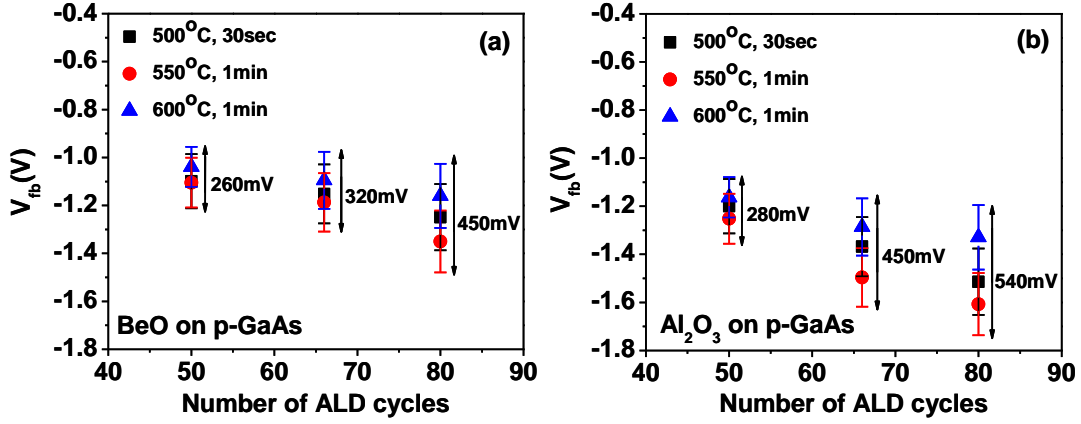 (a)
500°C, 30sec
550°C, 1min
600°C, 1min
-0.4
-0.6
-0.8
-1.0
-1.2
-1.4
-1.6
-1.8
V_fb(V)
260mV
320mV
450mV
BeO on p-GaAs
40 50 60 70 80 90
Number of ALD cycles
(b)
500°C, 30sec
550°C, 1min
600°C, 1min
-0.4
-0.6
-0.8
-1.0
-1.2
-1.4
-1.6
-1.8
280mV
450mV
540mV
Al₂O₃ on p-GaAs
40 50 60 70 80 90
Number of ALD cycles